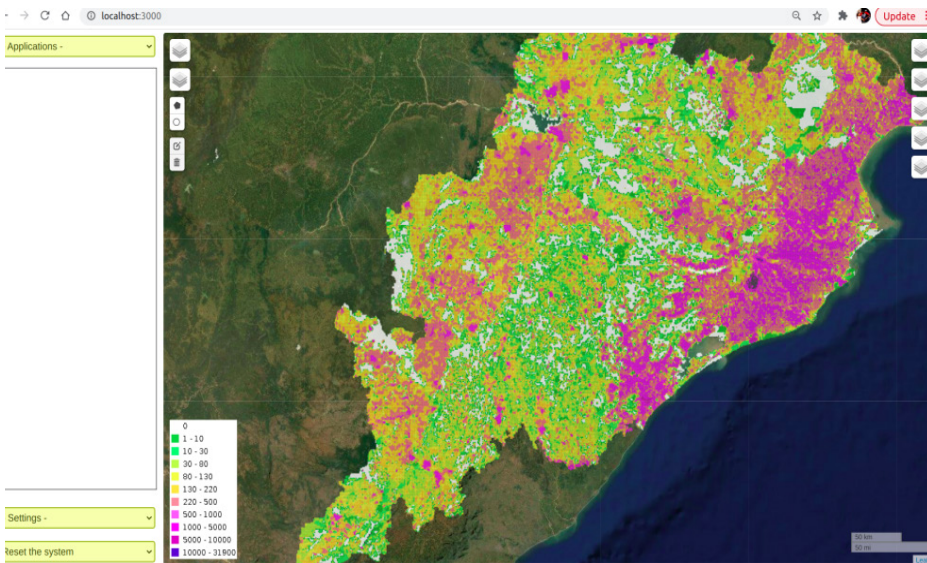 localhost:3000
Update
Applications -
0
1 - 10
10 - 30
30 - 80
80 - 130
130 - 220
220 - 500
500 - 1000
1000 - 5000
5000 - 10000
10000 - 31900
Settings -
Reset the system
50 km
50 mi